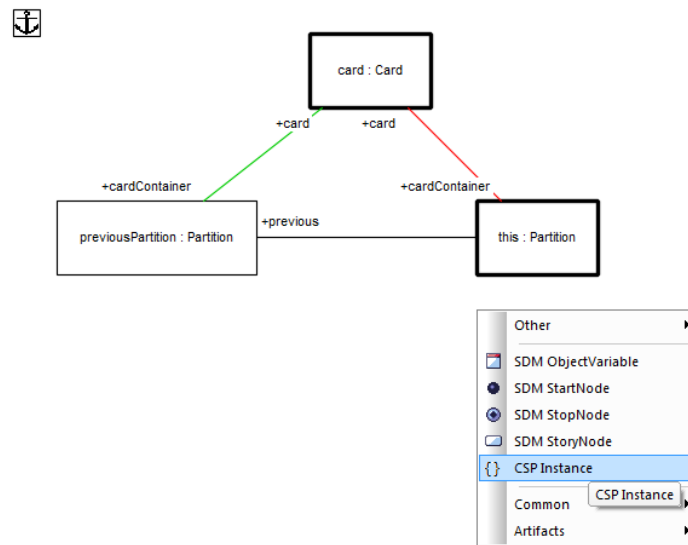 card : Card
+card
+card
+cardContainer
+cardContainer
previousPartition : Partition
+previous
this : Partition
Other
SDM ObjectVariable
SDM StartNode
SDM StopNode
SDM StoryNode
{} CSP Instance
CSP Instance
Common
Artifacts